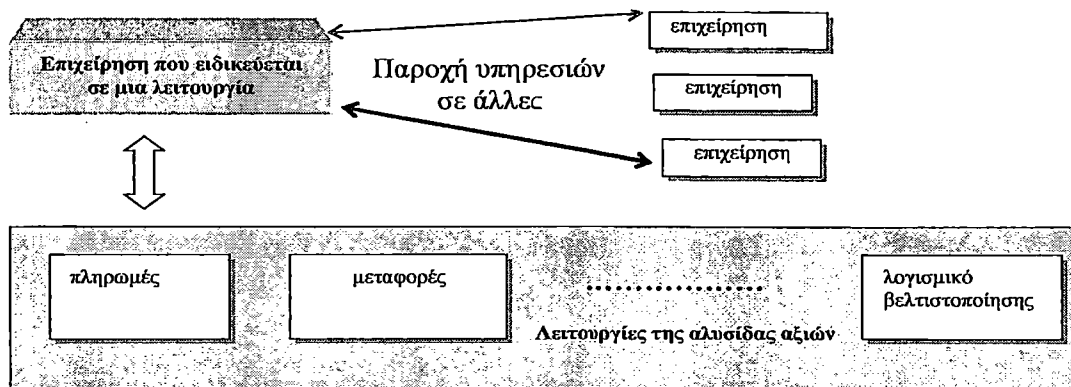 επιχείρηση
Επιχείρηση που ειδικεύεται
σε μια λειτουργία
Παροχή υπηρεσιών
σε άλλες
επιχείρηση
επιχείρηση
πληρωμές
μεταφορές
λογισμικό
βελτιστοποίησης
Λειτουργίες της αλυσίδας αξιών